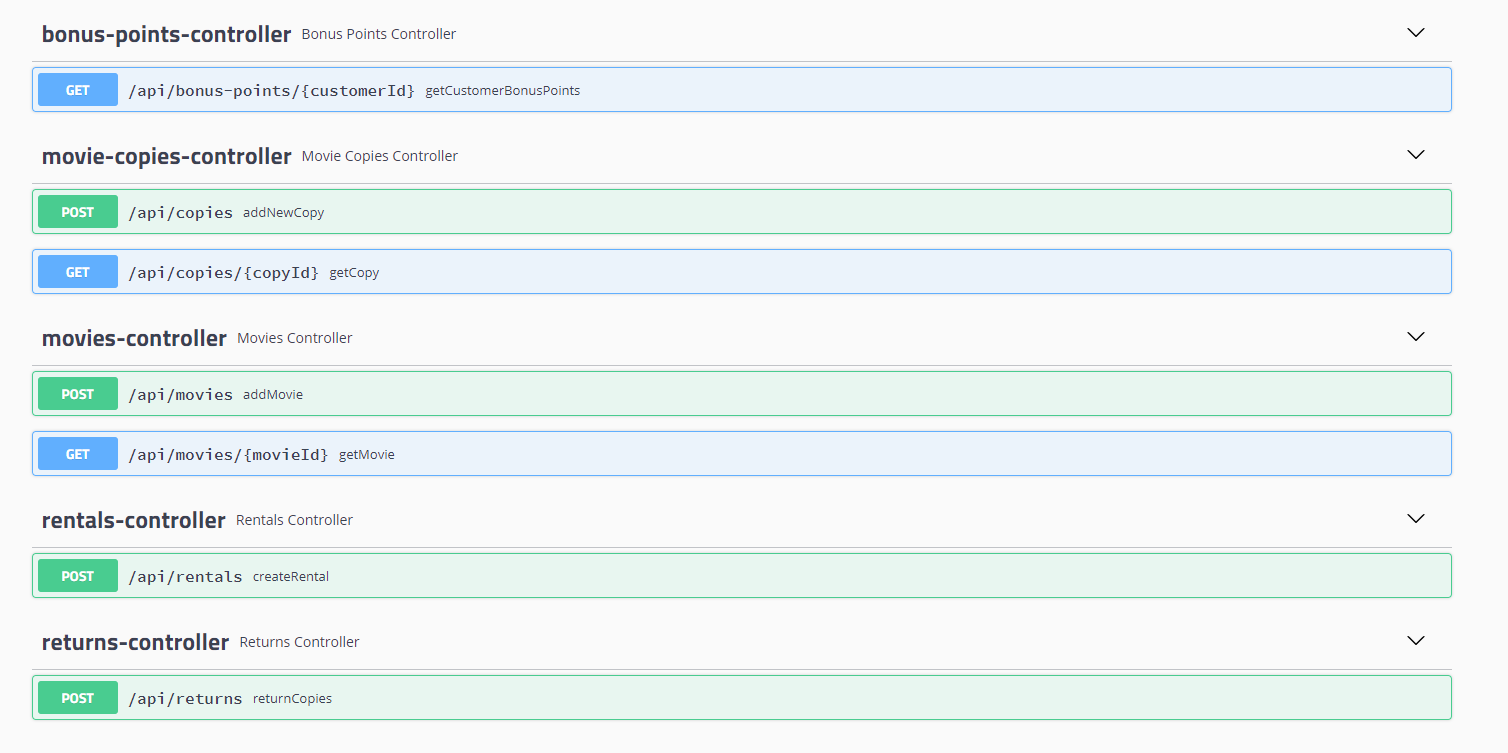 bonus-points-controller Bonus Points Controller
GET /api/bonus-points/{customerId} getCustomerBonusPoints
movie-copies-controller Movie Copies Controller
POST /api/copies addNewCopy
GET /api/copies/{copyId} getCopy
movies-controller Movies Controller
POST /api/movies addMovie
GET /api/movies/{movieId} getMovie
rentals-controller Rentals Controller
POST /api/rentals createRental
returns-controller Returns Controller
POST /api/returns returnCopies